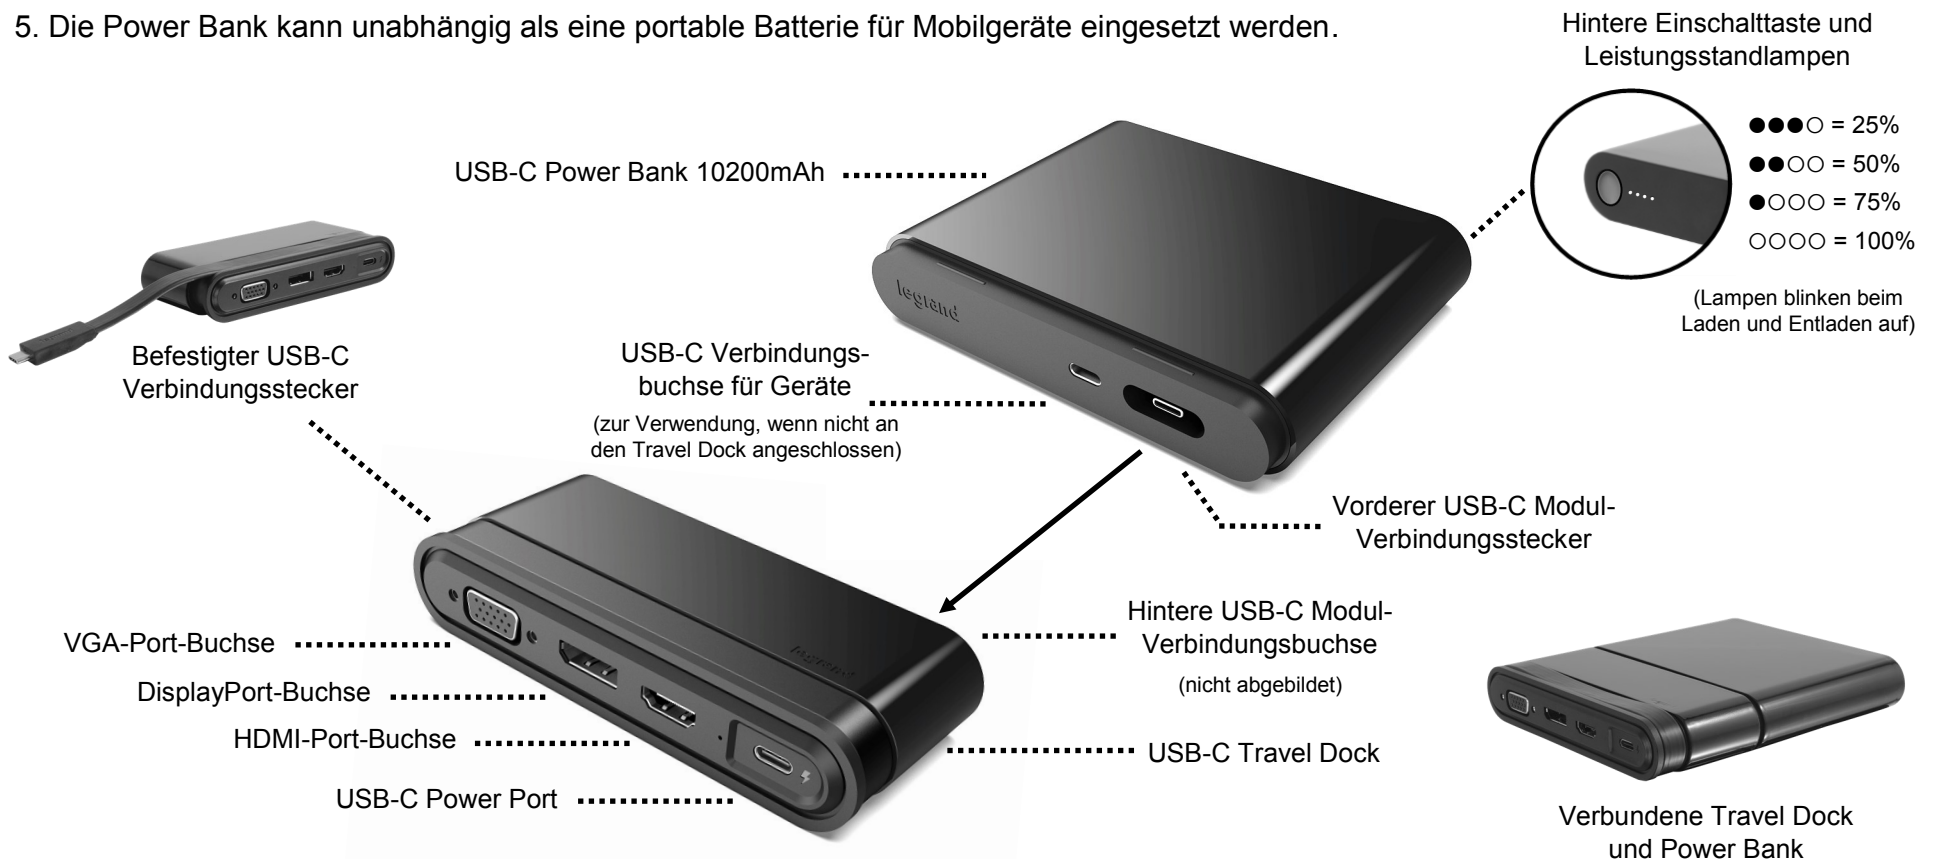 5. Die Power Bank kann unabhängig als eine portable Batterie für Mobilgeräte eingesetzt werden.
Hintere Einschalttaste und
Leistungsstandlampen
●●●○ = 25%
●●○○ = 50%
●○○○ = 75%
○○○○ = 100%
(Lampen blinken beim
Laden und Entladen auf)
USB-C Power Bank 10200mAh
legrand
Befestigter USB-C
Verbindungsstecker
USB-C Verbindungs-
buchse für Geräte
(zur Verwendung, wenn nicht an
den Travel Dock angeschlossen)
Vorderer USB-C Modul-
Verbindungsstecker
Hintere USB-C Modul-
Verbindungsbuchse
(nicht abgebildet)
legrand
VGA-Port-Buchse
DisplayPort-Buchse
HDMI-Port-Buchse
USB-C Power Port
USB-C Travel Dock
Verbundene Travel Dock
und Power Bank